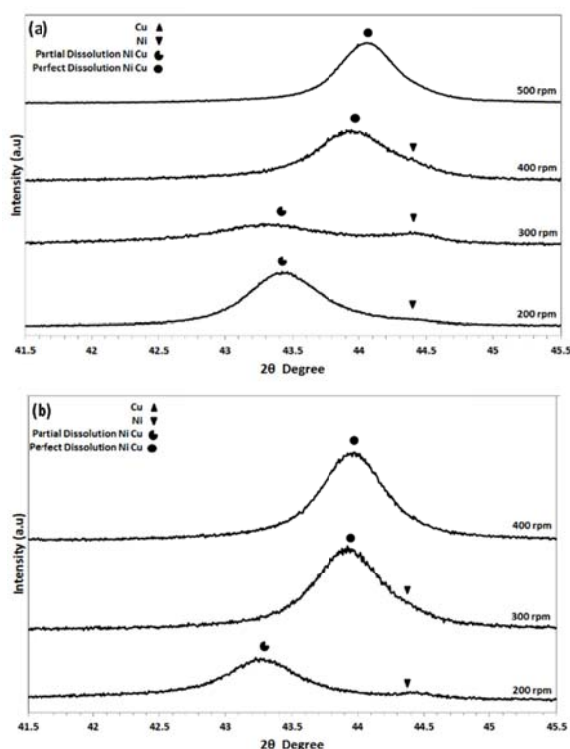 (a)
Cu ▲
Ni ▼
Partial Dissolution Ni Cu
Perfect Dissolution Ni Cu ●
500 rpm
400 rpm
300 rpm
200 rpm
Intensity (a.u)
41.5 42 42.5 43 43.5 44 44.5 45 45.5
2θ Degree
(b)
Cu ▲
Ni ▼
Partial Dissolution Ni Cu
Perfect Dissolution Ni Cu ●
400 rpm
300 rpm
200 rpm
Intensity (a.u)
41.5 42 42.5 43 43.5 44 44.5 45 45.5
2θ Degree